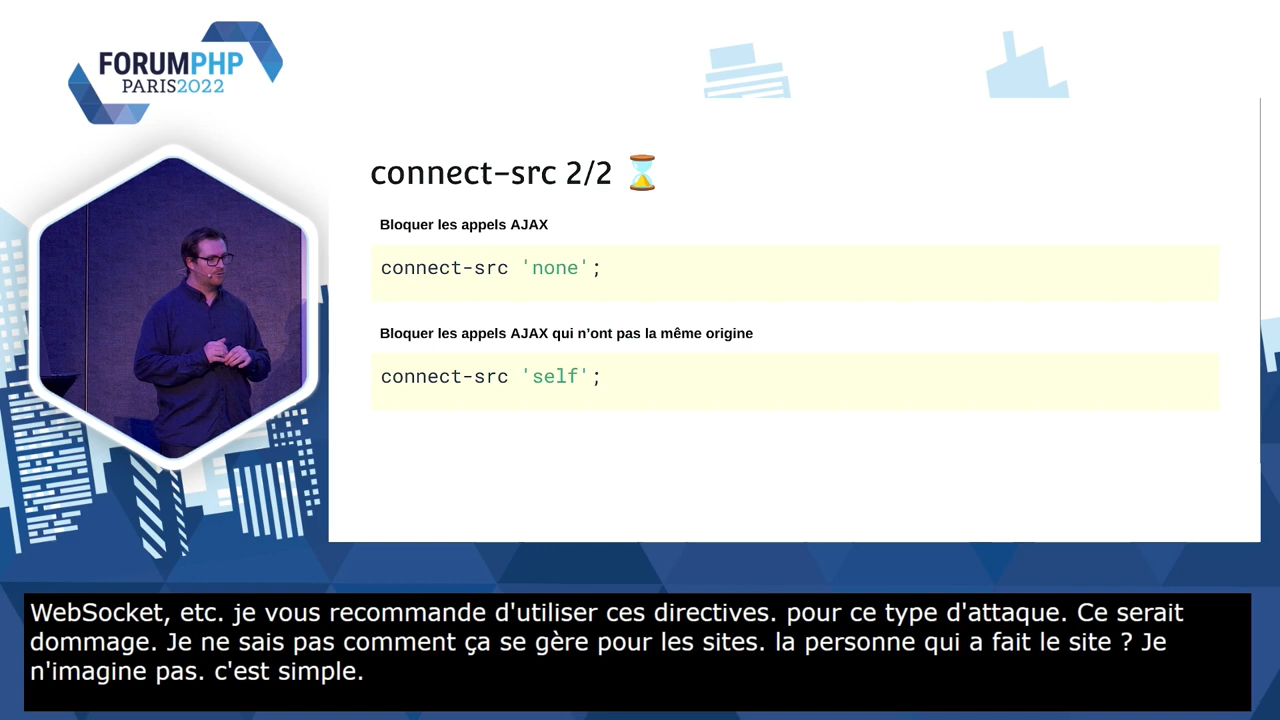 FORUMPHP
PARIS2022
connect-src 2/2
Bloquer les appels AJAX
connect-src 'none';
Bloquer les appels AJAX qui n’ont pas la même origine
connect-src 'self';
WebSocket, etc. je vous recommande d'utiliser ces directives. pour ce type d'attaque. Ce serait
dommage. Je ne sais pas comment ça se gère pour les sites. la personne qui a fait le site ? Je
n'imagine pas. c'est simple.